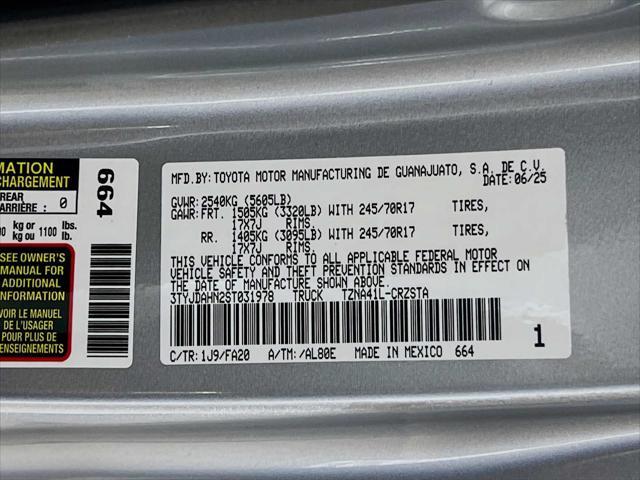 MATION
CHARGEMENT
REAR
ARRIÈRE : 0
kg or 1100 lbs.
kg ou lb.
SEE OWNER'S
MANUAL FOR
ADDITIONAL
INFORMATION
VOIR LE MANUEL
DE L'USAGER
POUR PLUS DE
RENSEIGNEMENTS
664
MFD.BY: TOYOTA MOTOR MANUFACTURING DE GUANAJUATO, S.A. DE C.V.
DATE: 06/25
GVWR: 2540KG (5605LB)
GAWR: FRT. 1505KG (3320LB) WITH 245/70R17 TIRES,
17X7J RIMS
RR. 1405KG (3095LB) WITH 245/70R17 TIRES,
17X7J RIMS
THIS VEHICLE CONFORMS TO ALL APPLICABLE FEDERAL MOTOR
VEHICLE SAFETY AND THEFT PREVENTION STANDARDS IN EFFECT ON
THE DATE OF MANUFACTURE SHOWN ABOVE.
3TYJDAHN2ST031978 TRUCK TZNA41L-CRZSTA
1
C/TR: 1J9/FA20 A/TM: /AL80E MADE IN MEXICO 664